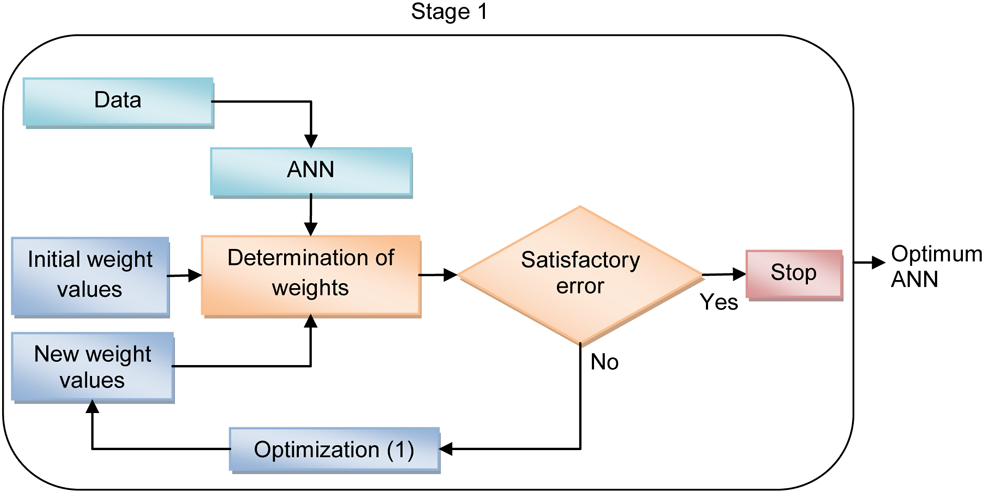 Stage 1
Data
ANN
Initial weight
values
Determination of
weights
Satisfactory
error
Yes
Stop
Optimum
ANN
New weight
values
No
Optimization (1)